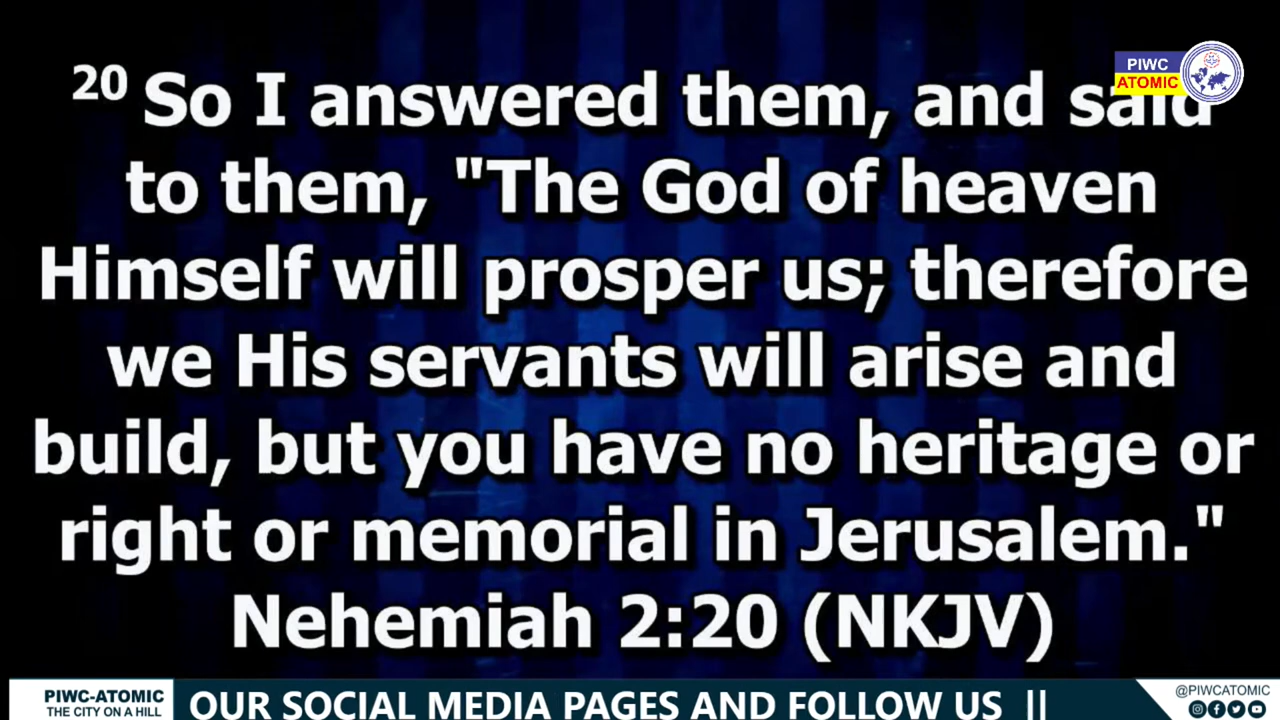 PIWC
ATOMIC
20 So I answered them, and said
to them, "The God of heaven
Himself will prosper us; therefore
we His servants will arise and
build, but you have no heritage or
right or memorial in Jerusalem."
Nehemiah 2:20 (NKJV)
PIWC-ATOMIC
THE CITY ON A HILL
OUR SOCIAL MEDIA PAGES AND FOLLOW US ||
@PIWCATOMIC